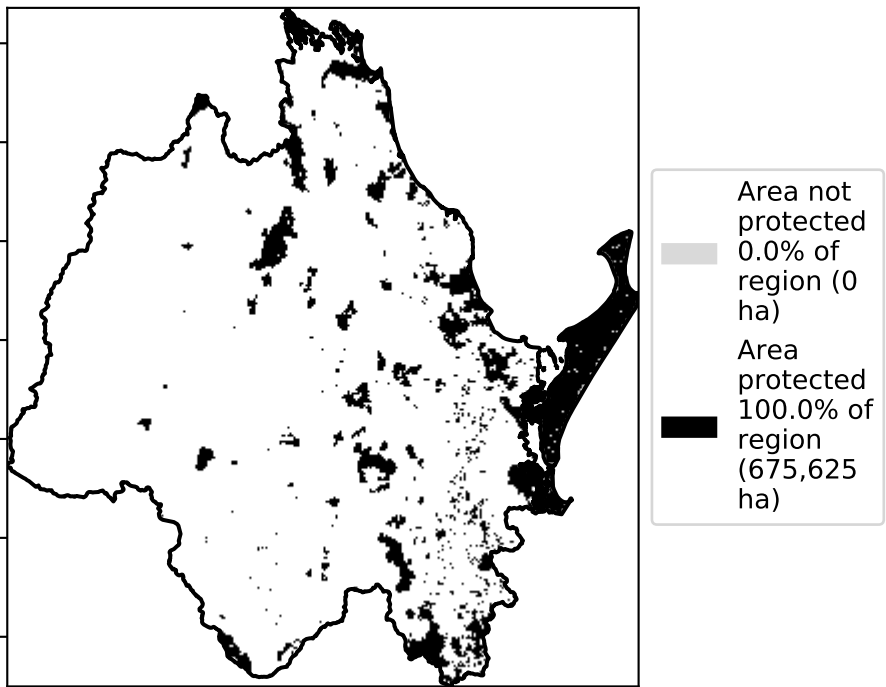 Area not
protected
0.0% of
region (0
ha)
Area
protected
100.0% of
region
(675,625
ha)